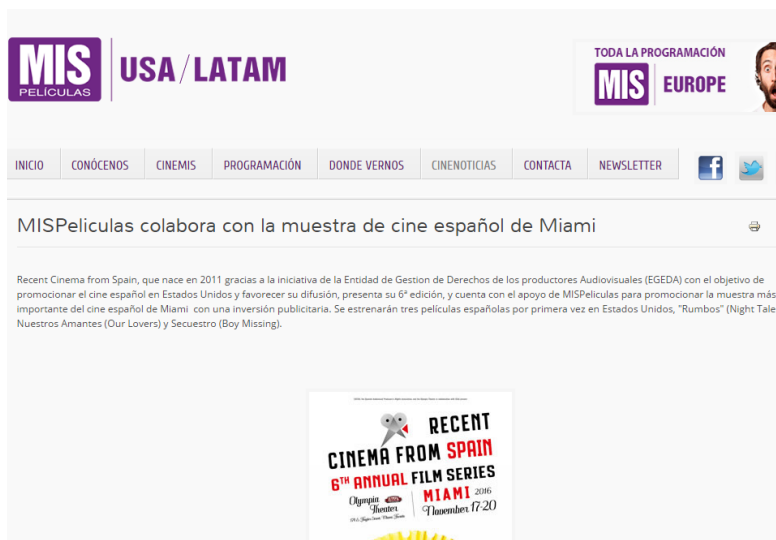 MIS
PELÍCULAS
USA/LATAM
TODA LA PROGRAMACIÓN
MIS
EUROPE
INICIO CONÓCENOS CINEMIS PROGRAMACIÓN DONDE VERNOS CINENOTICIAS CONTACTA NEWSLETTER
MISPeliculas colabora con la muestra de cine español de Miami
Recent Cinema from Spain, que nace en 2011 gracias a la iniciativa de la Entidad de Gestion de Derechos de los productores Audiovisuales (EGEDA) con el objetivo de
promocionar el cine español en Estados Unidos y favorecer su difusión, presenta su 6ª edición, y cuenta con el apoyo de MISPeliculas para promocionar la muestra más
importante del cine español de Miami con una inversión publicitaria. Se estrenarán tres películas españolas por primera vez en Estados Unidos, "Rumbos" (Night Tale
Nuestros Amantes (Our Lovers) y Secuestro (Boy Missing).
RECENT
CINEMA FROM SPAIN
6TH ANNUAL FILM SERIES
Olympia Theater
MIAMI 2016
November 17-20